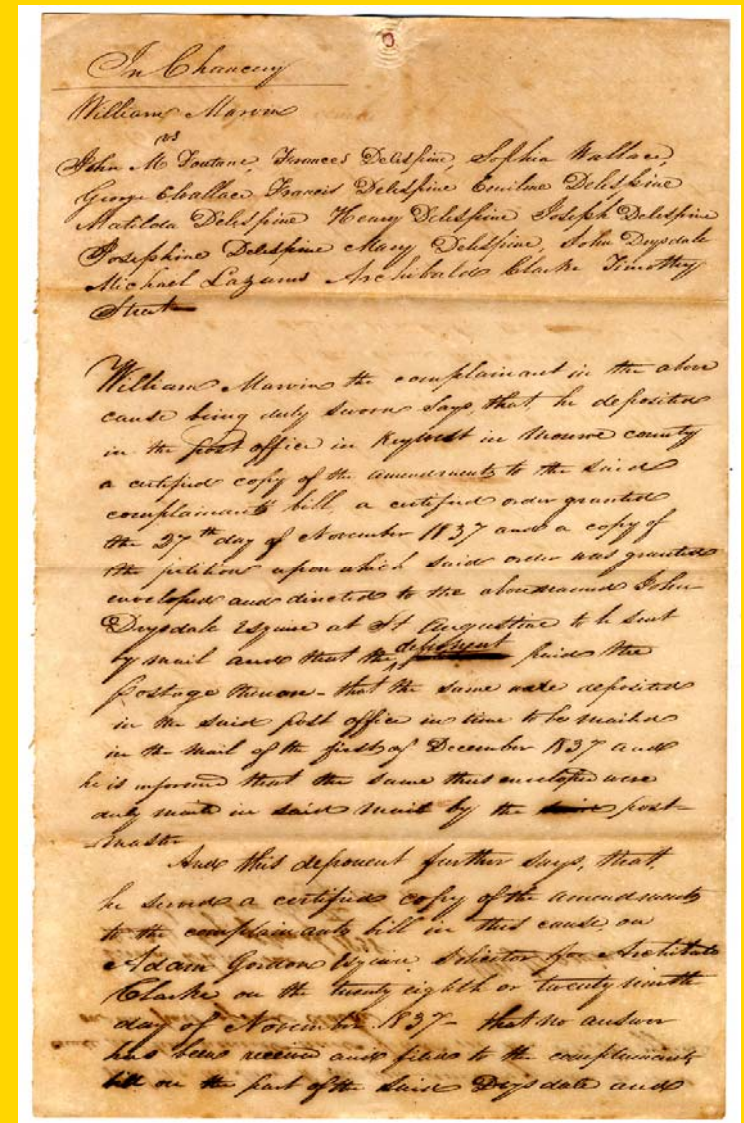 In Chancery
William Marvin
vs
John M Fontane, Frances Delespine, Sophia Wallace,
George Wallace Francis Delespine Emiline Delespine
Matilda Delespine Henry Delespine Joseph Delespine
Josephine Delespine Mary Delespine, John Drysdale
Michael Lazarus Archibald Clarke Timothy
Street
William Marvin the complainant in the above
cause being duly sworn says, that, he deposited
in the post office in Key West in Monroe county
a certified copy of the amendments to the said
complainants bill, a certified order granted
the 27th day of November 1837 and a copy of
the petition upon which said order was granted
enveloped and directed to the abovenamed John
Drysdale Esquire at St Augustine to be sent
by mail and that the deponent paid the
postage thereon - that the same were deposited
in the said post office in time to be mailed
in the mail of the first of December 1837 and
he is informed that the same thus enveloped were
duly mailed in said mail by the said post-
master
And this deponent further says, that,
he served a certified copy of the amendments
to the complainants bill in this cause, on
Adam Gordon Esquire Solicitor for Archibald
Clarke on the twenty eighth or twenty ninth
day of November 1837 - that no answer
has been received and filed to the complainants
bill on the part of the said Drysdale and